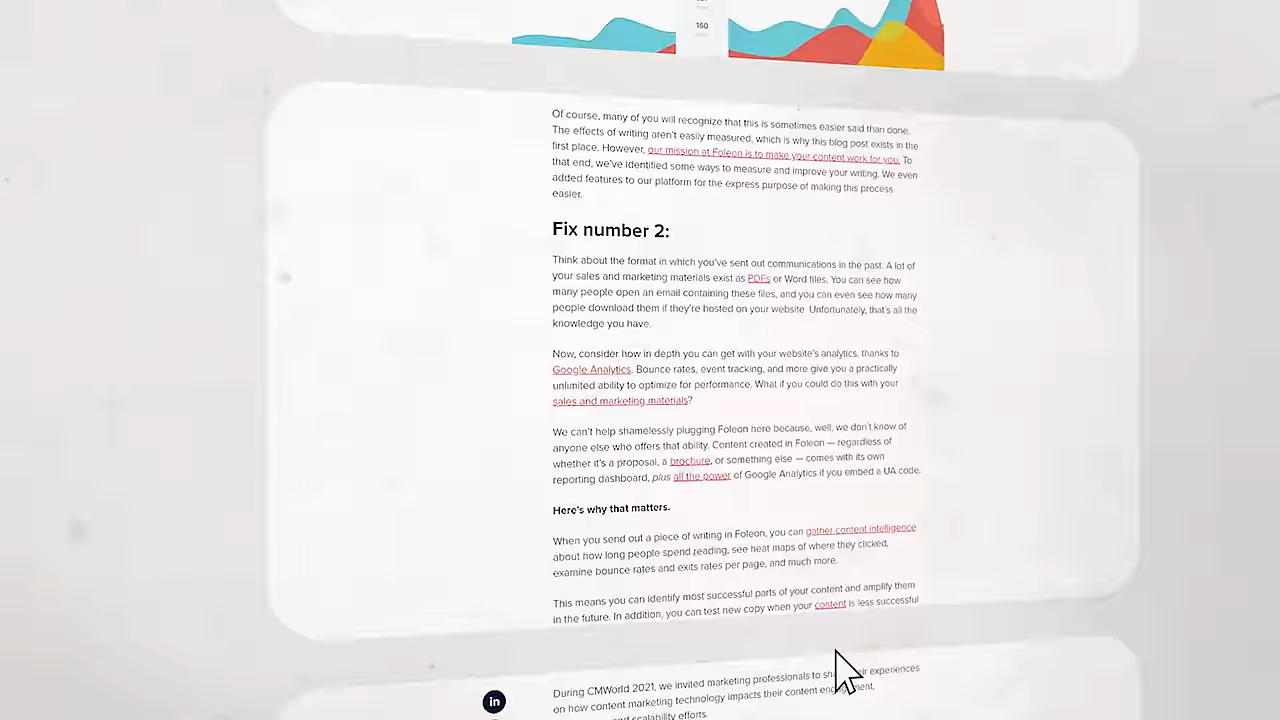 160
Of course, many of you will recognize that this is sometimes easier said than done.
The effects of writing aren't easily measured, which is why this blog post exists in the
first place. However, our mission at Foleon is to make your content work for you. To
that end, we've identified some ways to measure and improve your writing. We even
added features to our platform for the express purpose of making this process
easier.
Fix number 2:
Think about the format in which you've sent out communications in the past. A lot of
your sales and marketing materials exist as PDFs or Word files. You can see how
many people open an email containing these files, and you can even see how many
people download them if they're hosted on your website. Unfortunately, that's all the
knowledge you have.
Now, consider how in depth you can get with your website's analytics, thanks to
Google Analytics. Bounce rates, event tracking, and more give you a practically
unlimited ability to optimize for performance. What if you could do this with your
sales and marketing materials?
We can't help shamelessly plugging Foleon here because, well, we don't know of
anyone else who offers that ability. Content created in Foleon — regardless of
whether it's a proposal, a brochure, or something else — comes with its own
reporting dashboard, plus all the power of Google Analytics if you embed a UA code.
Here's why that matters.
When you send out a piece of writing in Foleon, you can gather content intelligence
about how long people spend reading, see heat maps of where they clicked,
examine bounce rates and exits rates per page, and much more.
This means you can identify most successful parts of your content and amplify them
in the future. In addition, you can test new copy when your content is less successful
in
During CMWorld 2021, we invited marketing professionals to experiences
on how content marketing technology impacts their content
and scalability efforts.